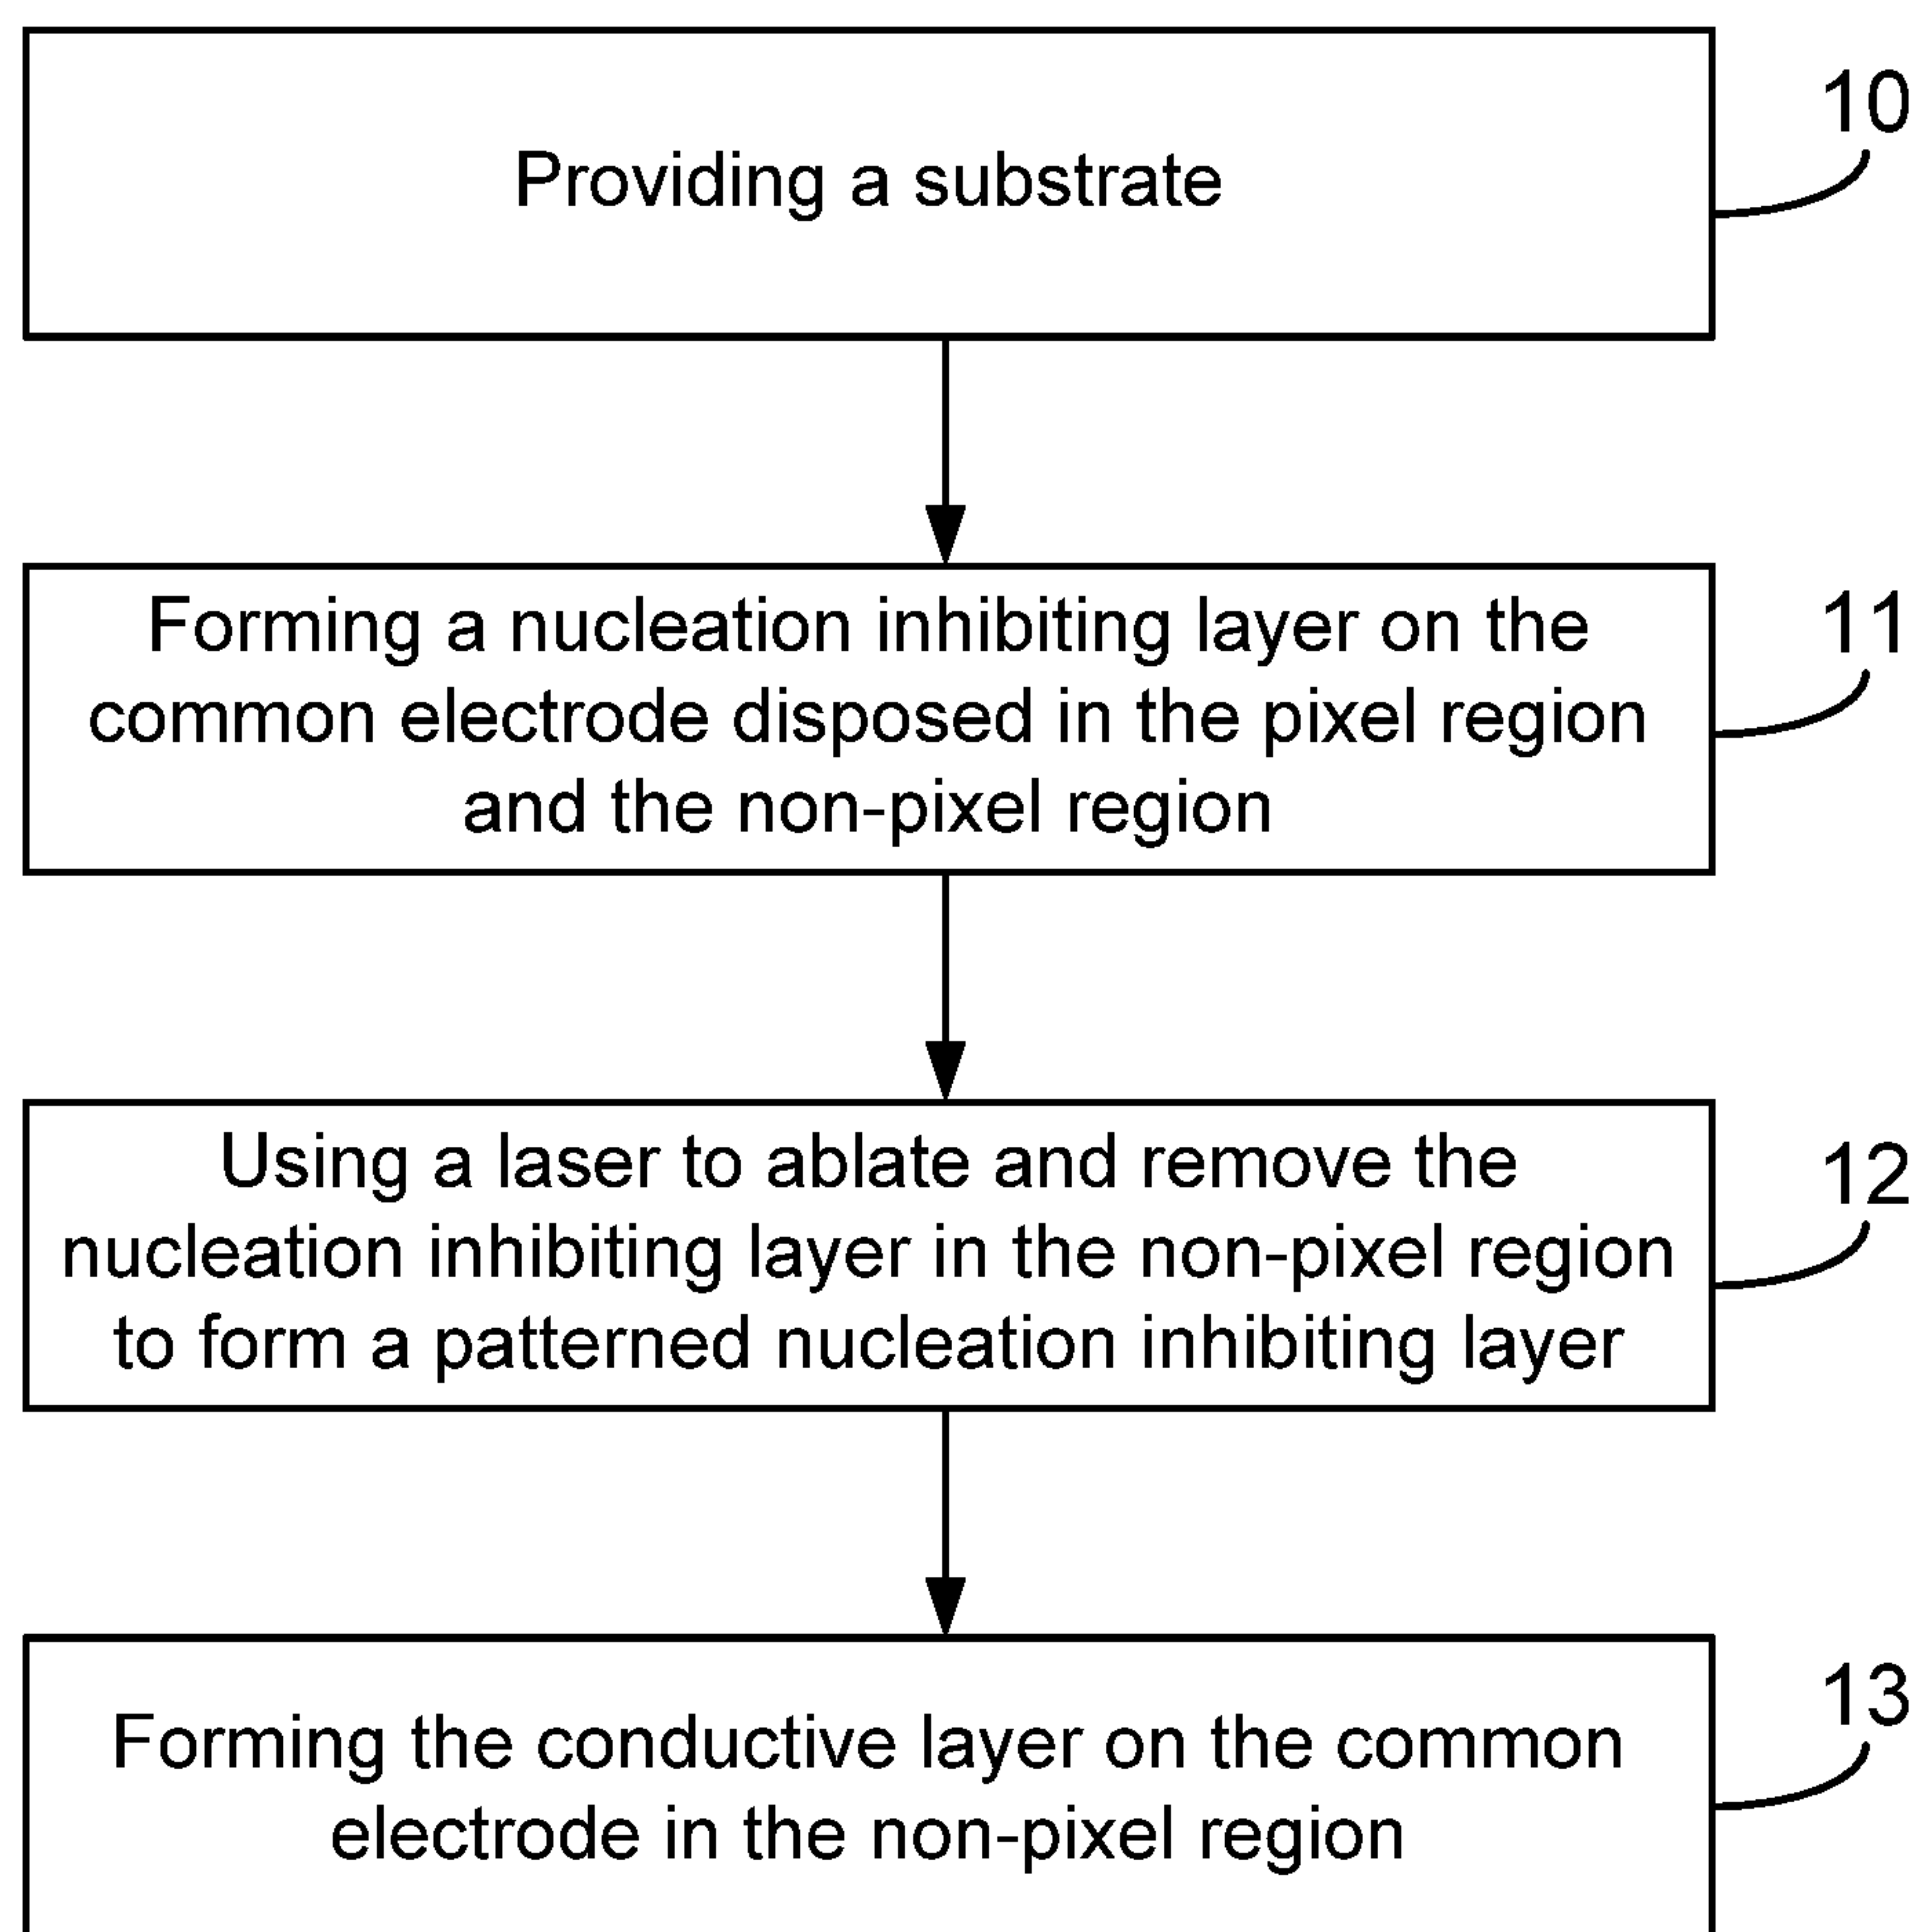 10
Providing a substrate
11
Forming a nucleation inhibiting layer on the
common electrode disposed in the pixel region
and the non-pixel region
12
Using a laser to ablate and remove the
nucleation inhibiting layer in the non-pixel region
to form a patterned nucleation inhibiting layer
13
Forming the conductive layer on the common
electrode in the non-pixel region